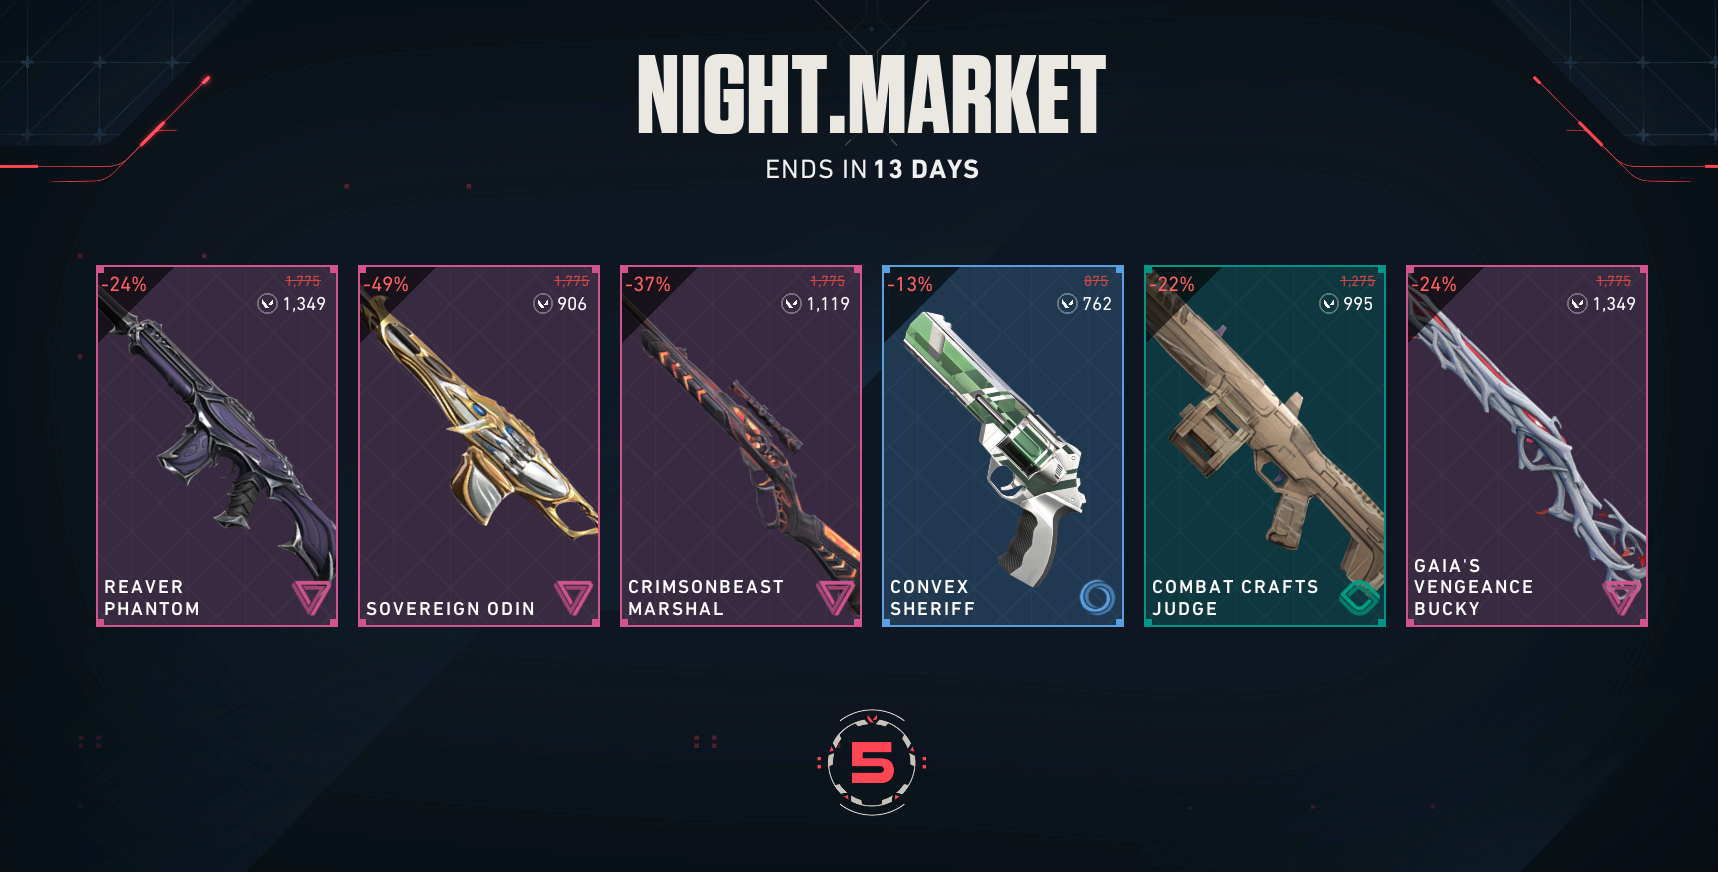 NIGHT.MARKET
ENDS IN 13 DAYS
-24%
1,775
1,349
REAVER
PHANTOM
-49%
1,775
906
SOVEREIGN ODIN
-37%
1,775
1,119
CRIMSONBEAST
MARSHAL
-13%
875
762
CONVEX
SHERIFF
-22%
1,275
995
COMBAT CRAFTS
JUDGE
-24%
1,775
1,349
GAIA'S
VENGEANCE
BUCKY
5